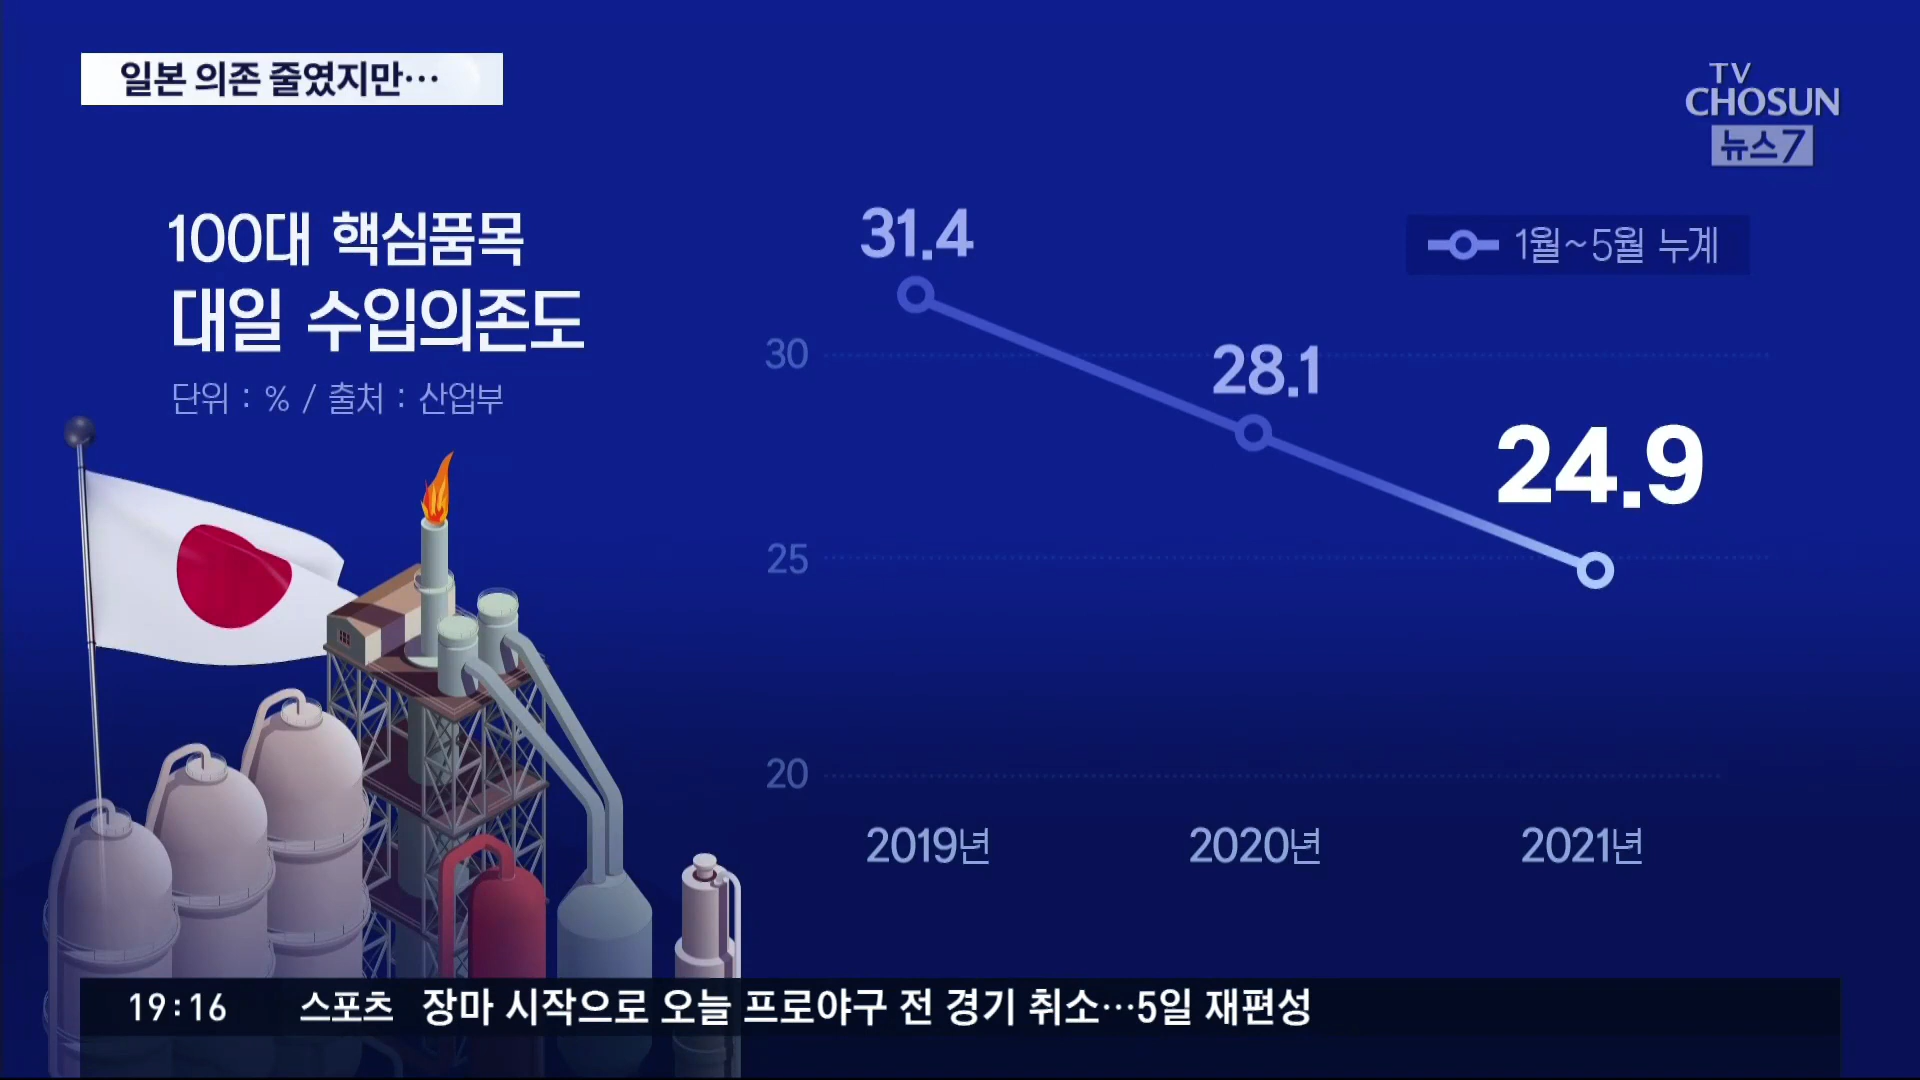 일본 의존 줄였지만…
TV
CHOSUN
뉴스7
100대 핵심품목
대일 수입의존도
단위 : % / 출처 : 산업부
1월~5월 누계
31.4
28.1
24.9
30
25
20
2019년
2020년
2021년
19:16 스포츠 장마 시작으로 오늘 프로야구 전 경기 취소…5일 재편성